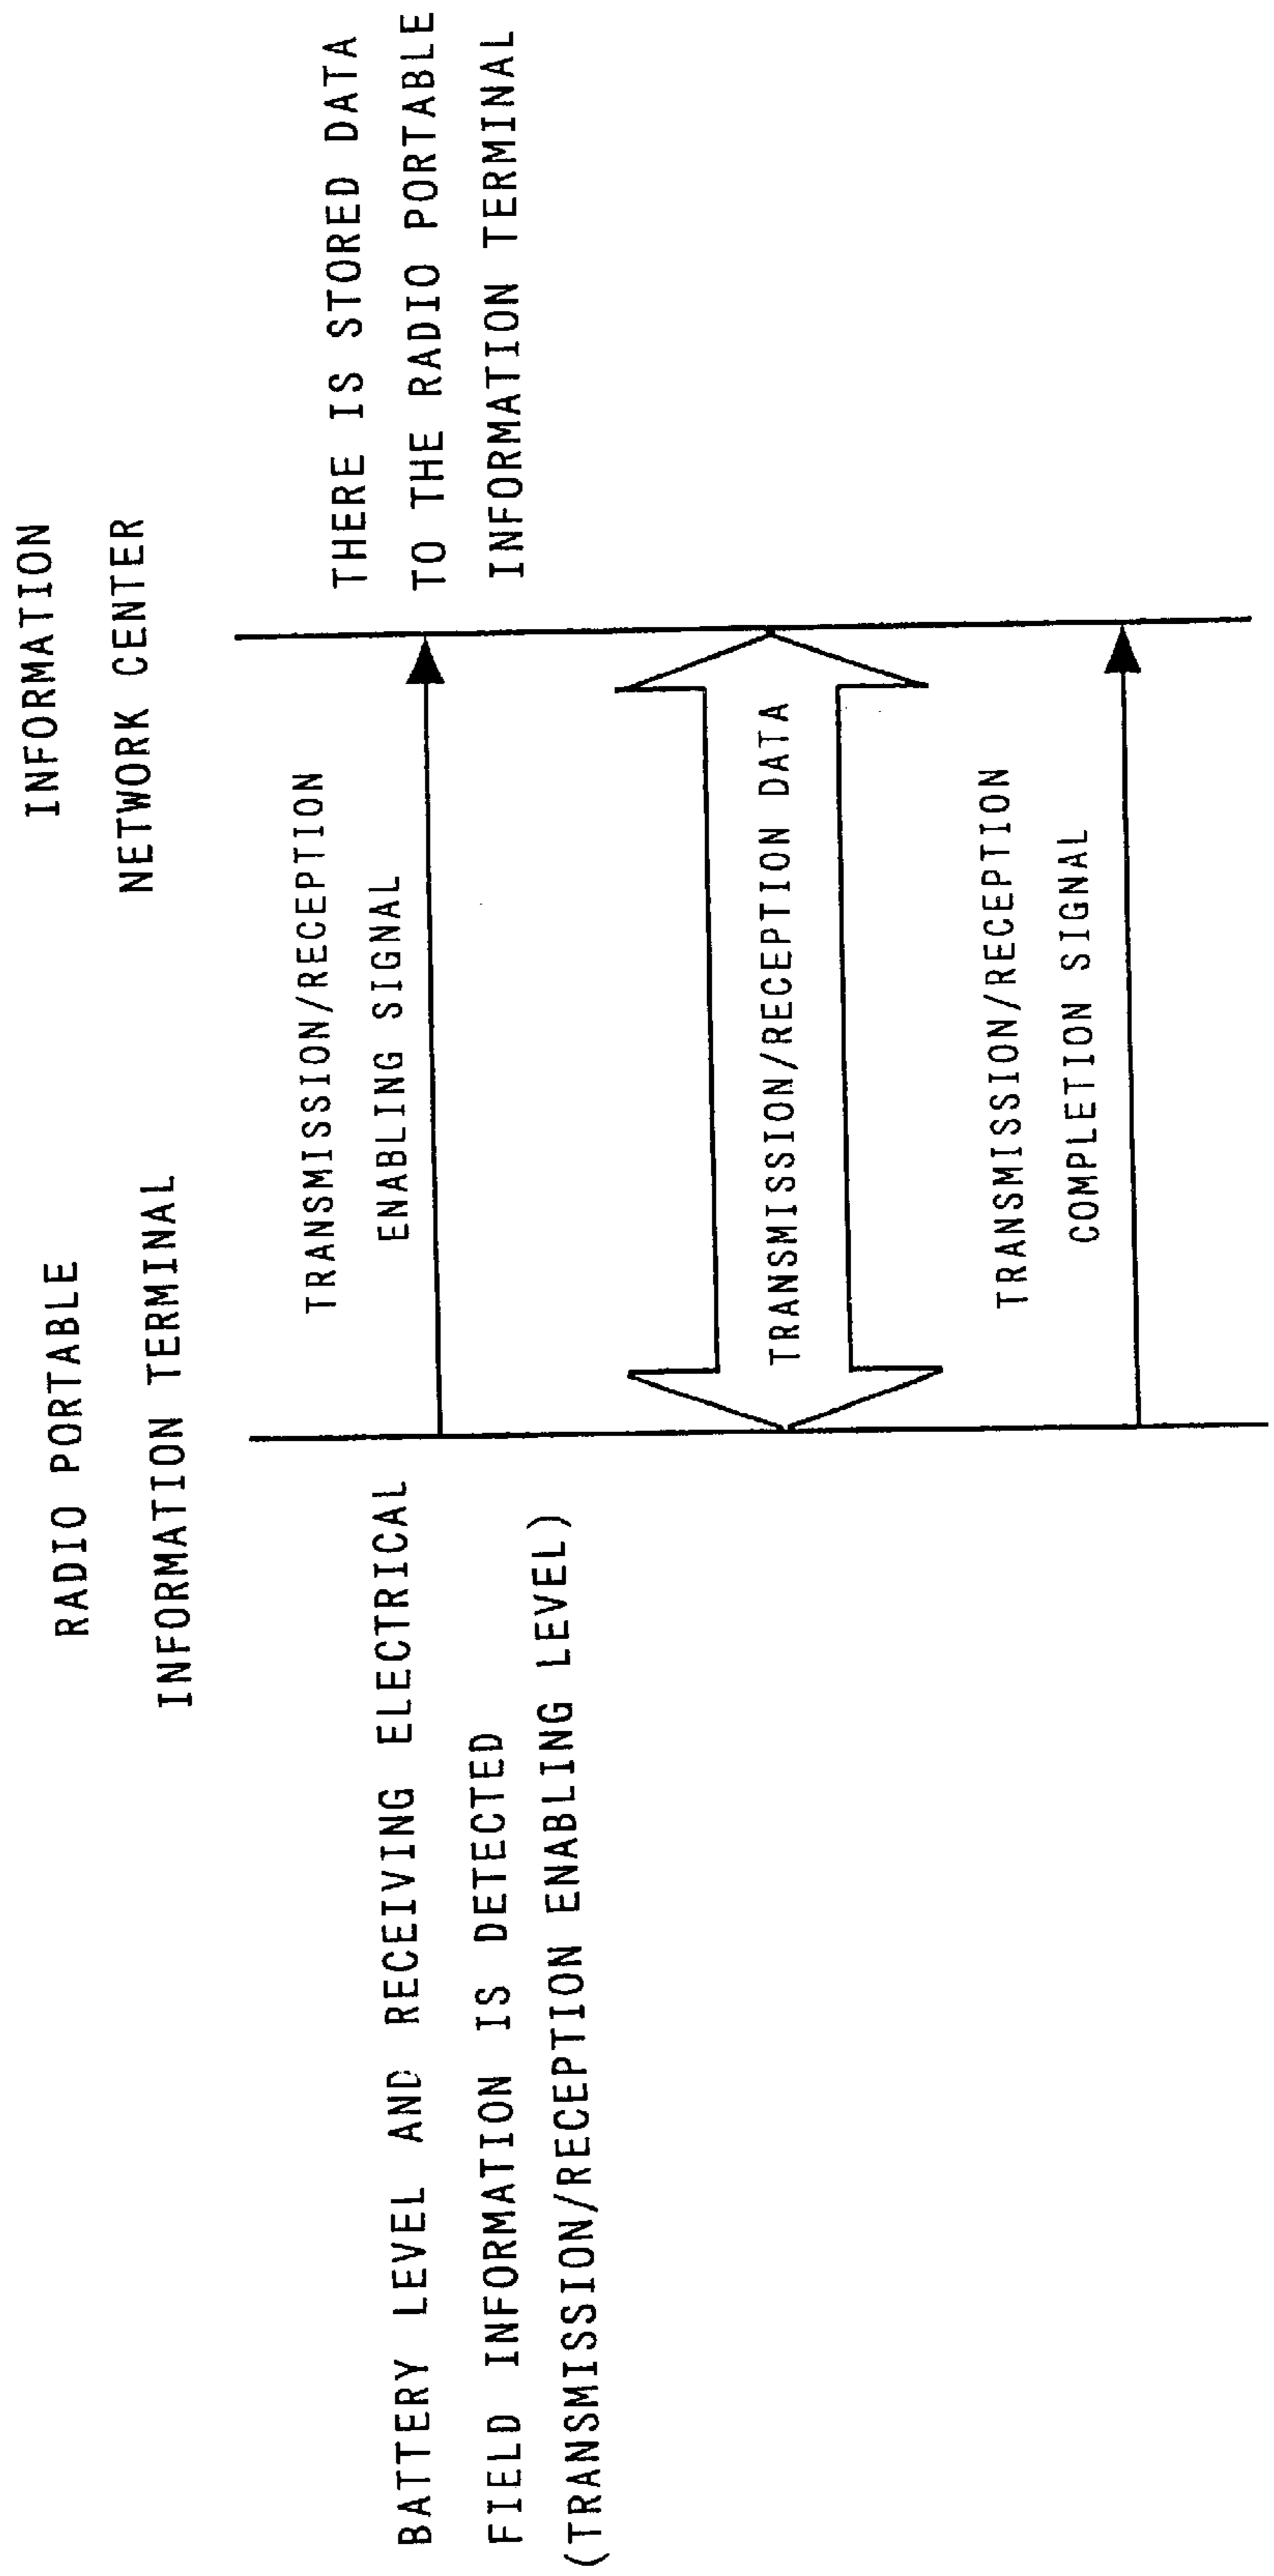 RADIO PORTABLE
INFORMATION TERMINAL
INFORMATION
NETWORK CENTER
BATTERY LEVEL AND RECEIVING ELECTRICAL
FIELD INFORMATION IS DETECTED
(TRANSMISSION/RECEPTION ENABLING LEVEL)
TRANSMISSION/RECEPTION
ENABLING SIGNAL
THERE IS STORED DATA
TO THE RADIO PORTABLE
INFORMATION TERMINAL
TRANSMISSION/RECEPTION DATA
TRANSMISSION/RECEPTION
COMPLETION SIGNAL